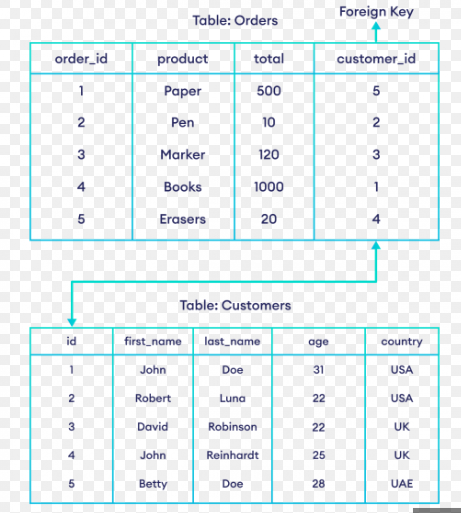 Foreign Key
Table: Orders
order_id product total customer_id
1 Paper 500 5
2 Pen 10 2
3 Marker 120 3
4 Books 1000 1
5 Erasers 20 4
Table: Customers
id first_name last_name age country
1 John Doe 31 USA
2 Robert Luna 22 USA
3 David Robinson 22 UK
4 John Reinhardt 25 UK
5 Betty Doe 28 UAE